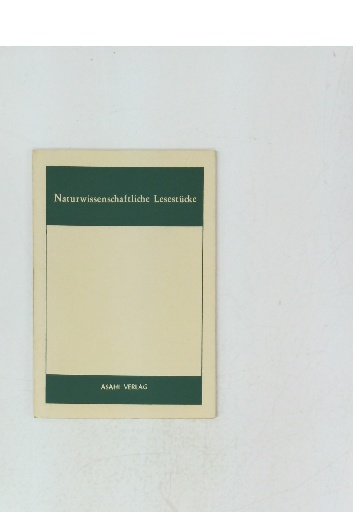 Naturwissenschaftliche Lesestücke
ASAHI VERLAG